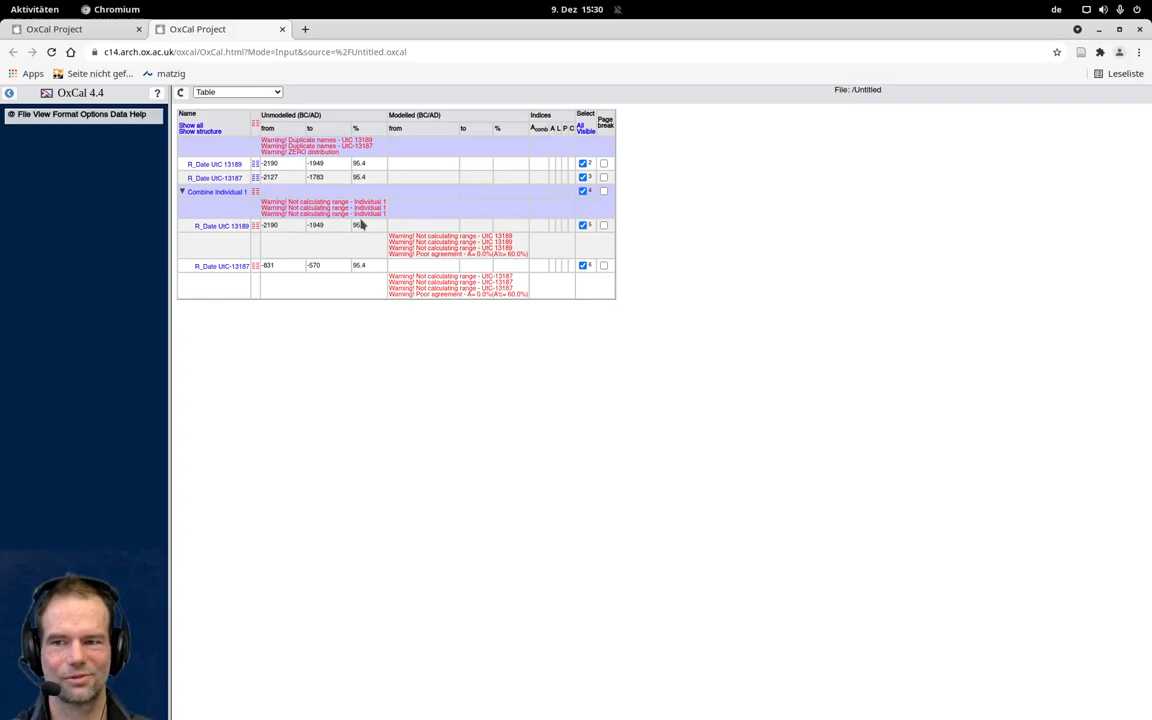 Aktivitäten
Chromium
9. Dez 15:30
de
OxCal Project
OxCal Project
c14.arch.ox.ac.uk/oxcal/OxCal.html?Mode=Input&source=%2FUntitled.oxcal
Apps
Seite nicht gef...
matzig
Leseliste
OxCal 4.4
?
Table
File: /Untitled
@ File View Format Options Data Help
Name
Show all
Show structure
Unmodelled (BC/AD)
Modelled (BC/AD)
Indices
Select
All
Visible
Page
break
from to %
from to %
Acomb A L P C
Warning! Duplicate names - UtC 13189
Warning! Duplicate names - UtC-13187
Warning! ZERO distribution
R_Date UtC 13189 -2190 -1949 95.4 2
R_Date UtC-13187 -2127 -1783 95.4 3
▼ Combine Individual 1 4
Warning! Not calculating range - Individual 1
Warning! Not calculating range - Individual 1
Warning! Not calculating range - Individual 1
R_Date UtC 13189 -2190 -1949 95 5
Warning! Not calculating range - UtC 13189
Warning! Not calculating range - UtC 13189
Warning! Not calculating range - UtC 13189
Warning! Poor agreement - A= 0.0%(A'c= 60.0%)
R_Date UtC-13187 -831 -570 95.4 6
Warning! Not calculating range - UtC-13187
Warning! Not calculating range - UtC-13187
Warning! Not calculating range - UtC-13187
Warning! Poor agreement - A= 0.0%(A'c= 60.0%)